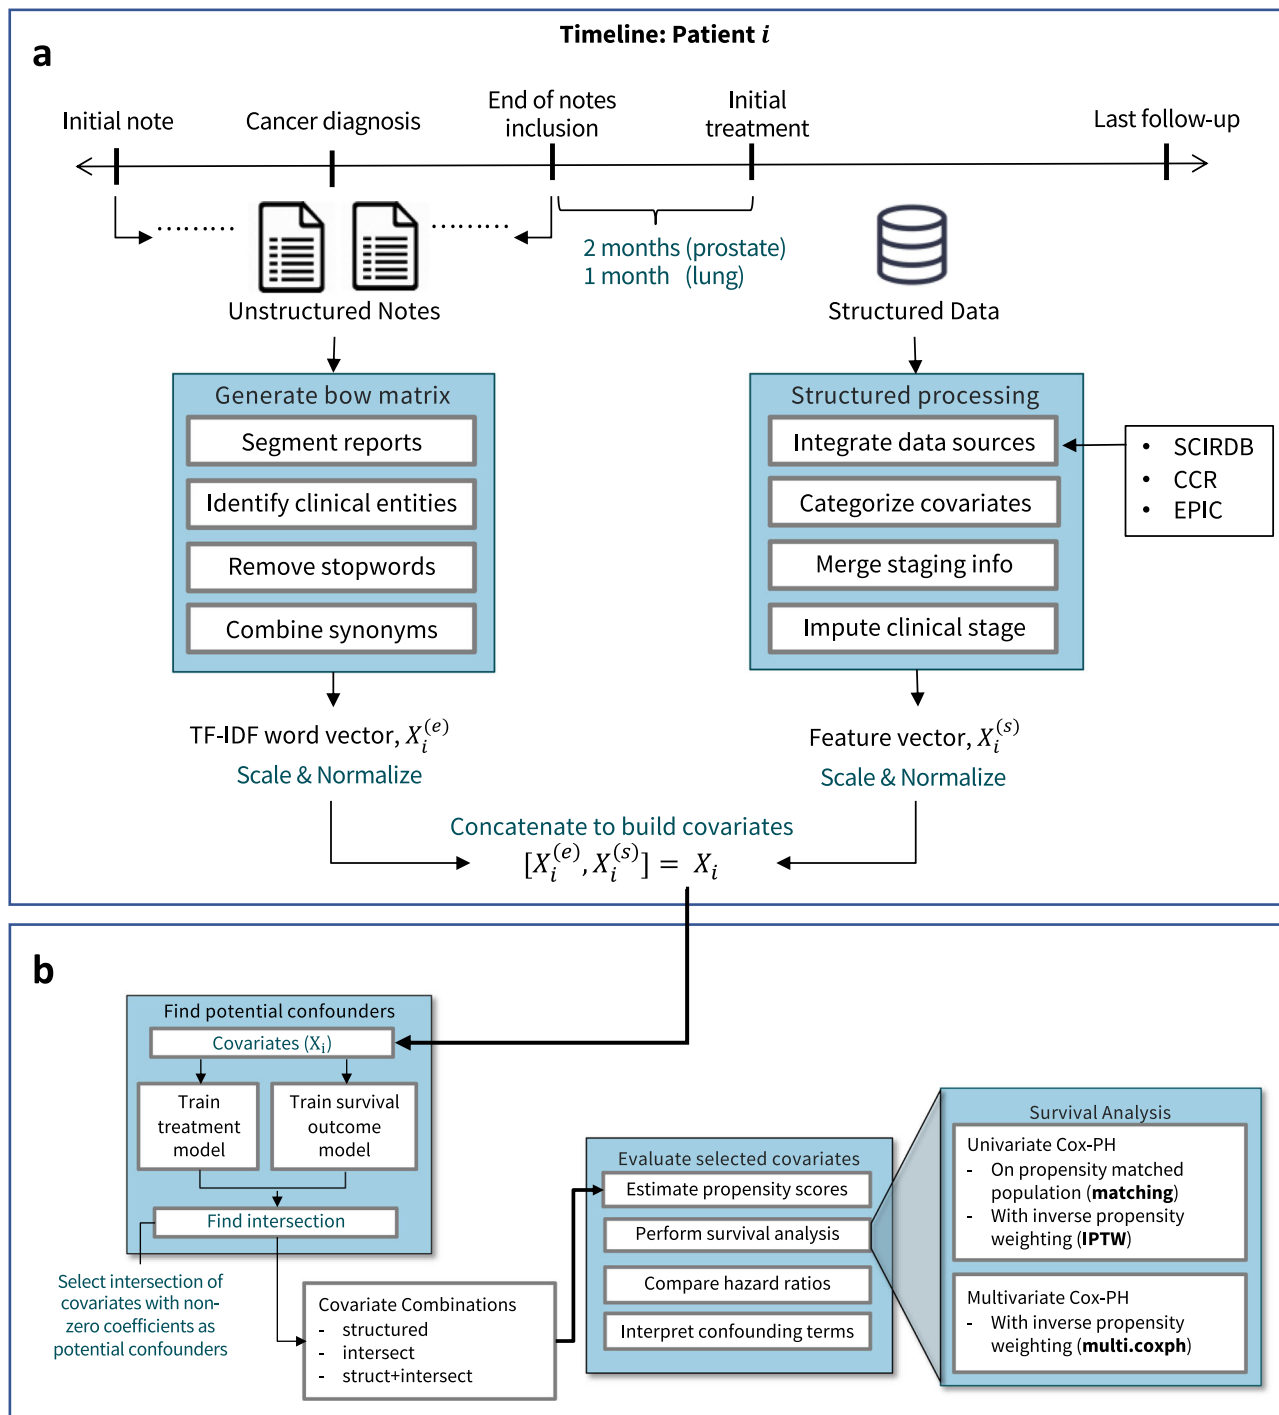 a
Timeline: Patient i
Initial note
Cancer diagnosis
End of notes
inclusion
Initial
treatment
Last follow-up
2 months (prostate)
1 month (lung)
Unstructured Notes
Structured Data
Generate bow matrix
Segment reports
Identify clinical entities
Remove stopwords
Combine synonyms
Structured processing
Integrate data sources
Categorize covariates
Merge staging info
Impute clinical stage
• SCIRDB
• CCR
• EPIC
TF-IDF word vector, X_i^(e)
Scale & Normalize
Feature vector, X_i^(s)
Scale & Normalize
Concatenate to build covariates
[X_i^(e), X_i^(s)] = X_i
b
Find potential confounders
Covariates (X_i)
Train
treatment
model
Train survival
outcome
model
Find intersection
Select intersection of
covariates with non-
zero coefficients as
potential confounders
Covariate Combinations
- structured
- intersect
- struct+intersect
Evaluate selected covariates
Estimate propensity scores
Perform survival analysis
Compare hazard ratios
Interpret confounding terms
Survival Analysis
Univariate Cox-PH
- On propensity matched
population (matching)
- With inverse propensity
weighting (IPTW)
Multivariate Cox-PH
- With inverse propensity
weighting (multi.coxph)